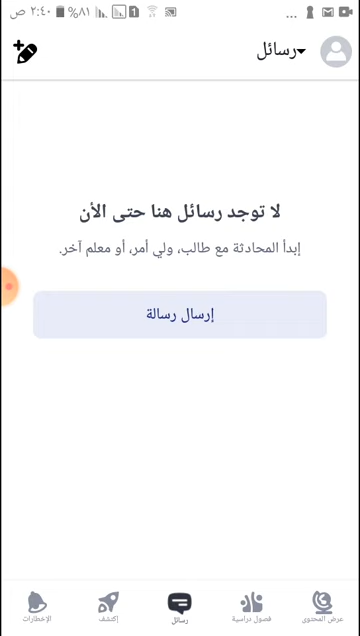 ٢:٤٠ ص ٨١%
رسائل
لا توجد رسائل هنا حتى الأن
إبدأ المحادثة مع طالب، ولي أمر، أو معلم آخر.
إرسال رسالة
عرض المحتوي
فصول دراسية
رسائل
إكتشف
الإخطارات